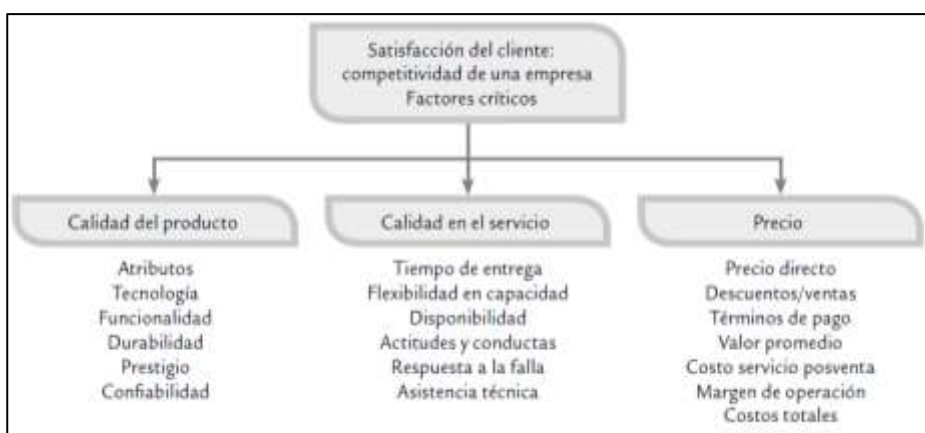 Satisfacción del cliente:
competitividad de una empresa
Factores críticos
Calidad del producto
Atributos
Tecnología
Funcionalidad
Durabilidad
Prestigio
Confiabilidad
Calidad en el servicio
Tiempo de entrega
Flexibilidad en capacidad
Disponibilidad
Actitudes y conductas
Respuesta a la falla
Asistencia técnica
Precio
Precio directo
Descuentos/ventas
Términos de pago
Valor promedio
Costo servicio posventa
Margen de operación
Costos totales